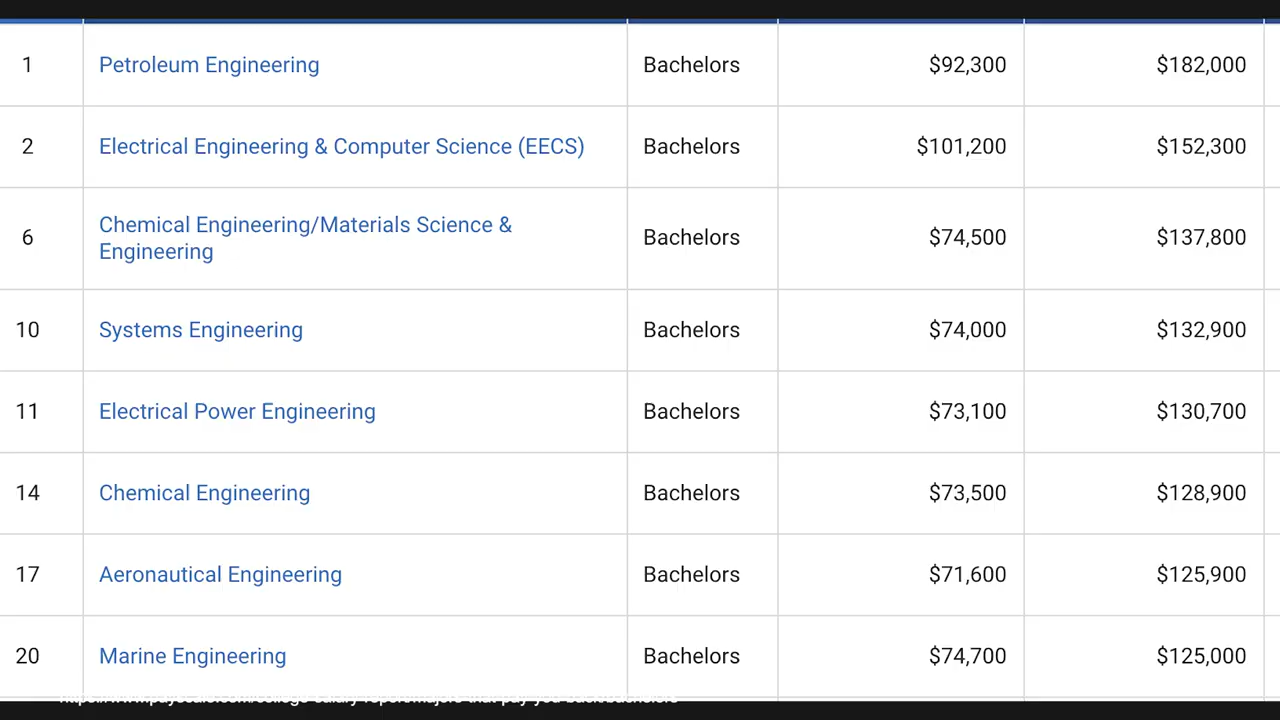 1 Petroleum Engineering Bachelors $92,300 $182,000
2 Electrical Engineering & Computer Science (EECS) Bachelors $101,200 $152,300
6 Chemical Engineering/Materials Science & Engineering Bachelors $74,500 $137,800
10 Systems Engineering Bachelors $74,000 $132,900
11 Electrical Power Engineering Bachelors $73,100 $130,700
14 Chemical Engineering Bachelors $73,500 $128,900
17 Aeronautical Engineering Bachelors $71,600 $125,900
20 Marine Engineering Bachelors $74,700 $125,000